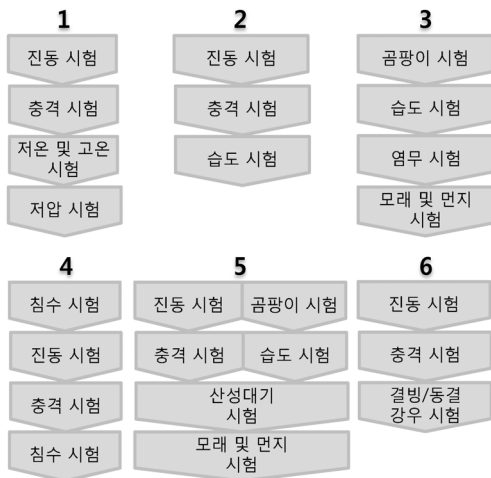 1
진동 시험
충격 시험
저온 및 고온
시험
저압 시험
2
진동 시험
충격 시험
습도 시험
3
곰팡이 시험
습도 시험
염무 시험
모래 및 먼지
시험
4
침수 시험
진동 시험
충격 시험
침수 시험
5
진동 시험 곰팡이 시험
충격 시험 습도 시험
산성대기
시험
모래 및 먼지
시험
6
진동 시험
충격 시험
결빙/동결
강우 시험